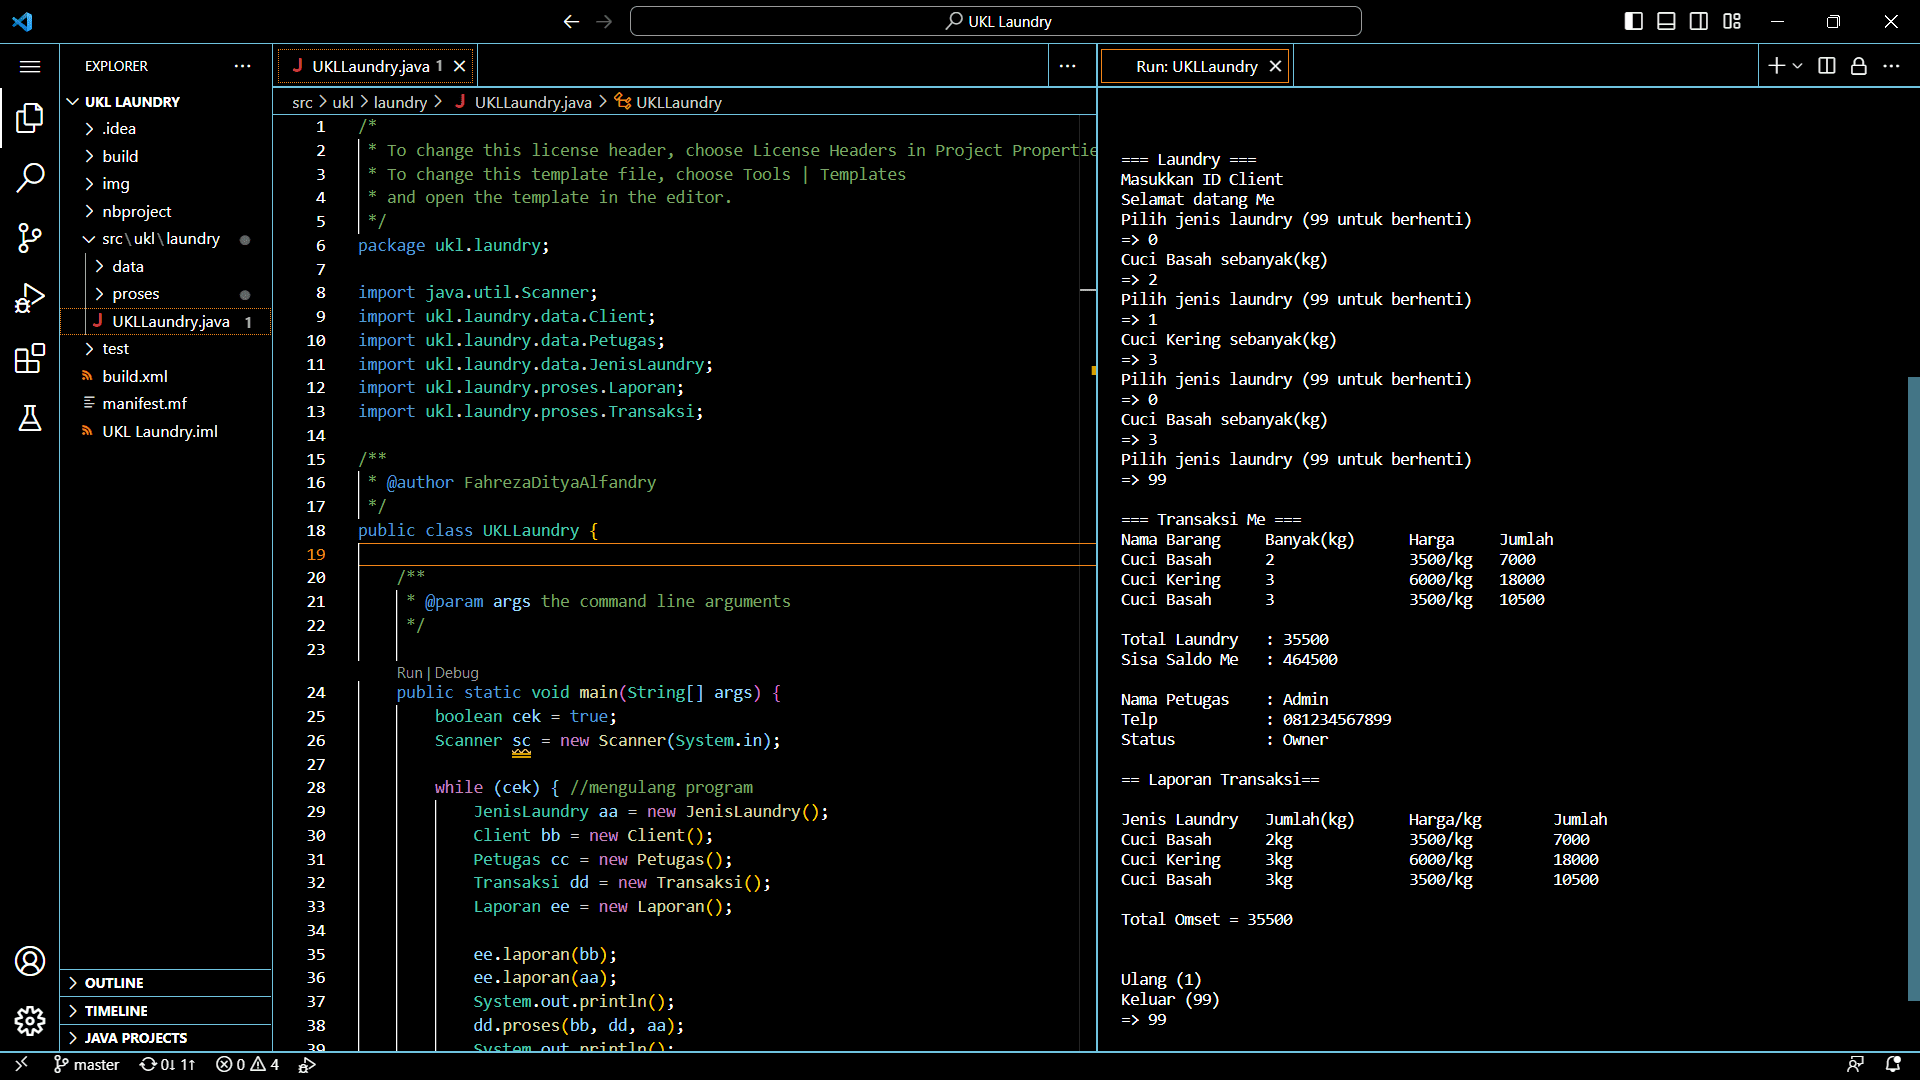 UKL Laundry
EXPLORER
UKL LAUNDRY
.idea
build
img
nbproject
src\ukl\laundry
data
proses
UKLLaundry.java 1
test
build.xml
manifest.mf
UKL Laundry.iml
OUTLINE
TIMELINE
JAVA PROJECTS
UKLLaundry.java 1
src > ukl > laundry > UKLLaundry.java > UKLLaundry
1 /*
2 * To change this license header, choose License Headers in Project Propertie
3 * To change this template file, choose Tools | Templates
4 * and open the template in the editor.
5 */
6 package ukl.laundry;
7
8 import java.util.Scanner;
9 import ukl.laundry.data.Client;
10 import ukl.laundry.data.Petugas;
11 import ukl.laundry.data.JenisLaundry;
12 import ukl.laundry.proses.Laporan;
13 import ukl.laundry.proses.Transaksi;
14
15 /**
16 * @author FahrezaDityaAlfandry
17 */
18 public class UKLLaundry {
19
20 /**
21 * @param args the command line arguments
22 */
23
Run | Debug
24 public static void main(String[] args) {
25 boolean cek = true;
26 Scanner sc = new Scanner(System.in);
27
28 while (cek) { //mengulang program
29 JenisLaundry aa = new JenisLaundry();
30 Client bb = new Client();
31 Petugas cc = new Petugas();
32 Transaksi dd = new Transaksi();
33 Laporan ee = new Laporan();
34
35 ee.laporan(bb);
36 ee.laporan(aa);
37 System.out.println();
38 dd.proses(bb, dd, aa);
39 System.out.println();
Run: UKLLaundry
=== Laundry ===
Masukkan ID Client
Selamat datang Me
Pilih jenis laundry (99 untuk berhenti)
=> 0
Cuci Basah sebanyak(kg)
=> 2
Pilih jenis laundry (99 untuk berhenti)
=> 1
Cuci Kering sebanyak(kg)
=> 3
Pilih jenis laundry (99 untuk berhenti)
=> 0
Cuci Basah sebanyak(kg)
=> 3
Pilih jenis laundry (99 untuk berhenti)
=> 99
=== Transaksi Me ===
Nama Barang Banyak(kg) Harga Jumlah
Cuci Basah 2 3500/kg 7000
Cuci Kering 3 6000/kg 18000
Cuci Basah 3 3500/kg 10500
Total Laundry : 35500
Sisa Saldo Me : 464500
Nama Petugas : Admin
Telp : 081234567899
Status : Owner
== Laporan Transaksi==
Jenis Laundry Jumlah(kg) Harga/kg Jumlah
Cuci Basah 2kg 3500/kg 7000
Cuci Kering 3kg 6000/kg 18000
Cuci Basah 3kg 3500/kg 10500
Total Omset = 35500
Ulang (1)
Keluar (99)
=> 99
master 0↓ 1↑ 0 4